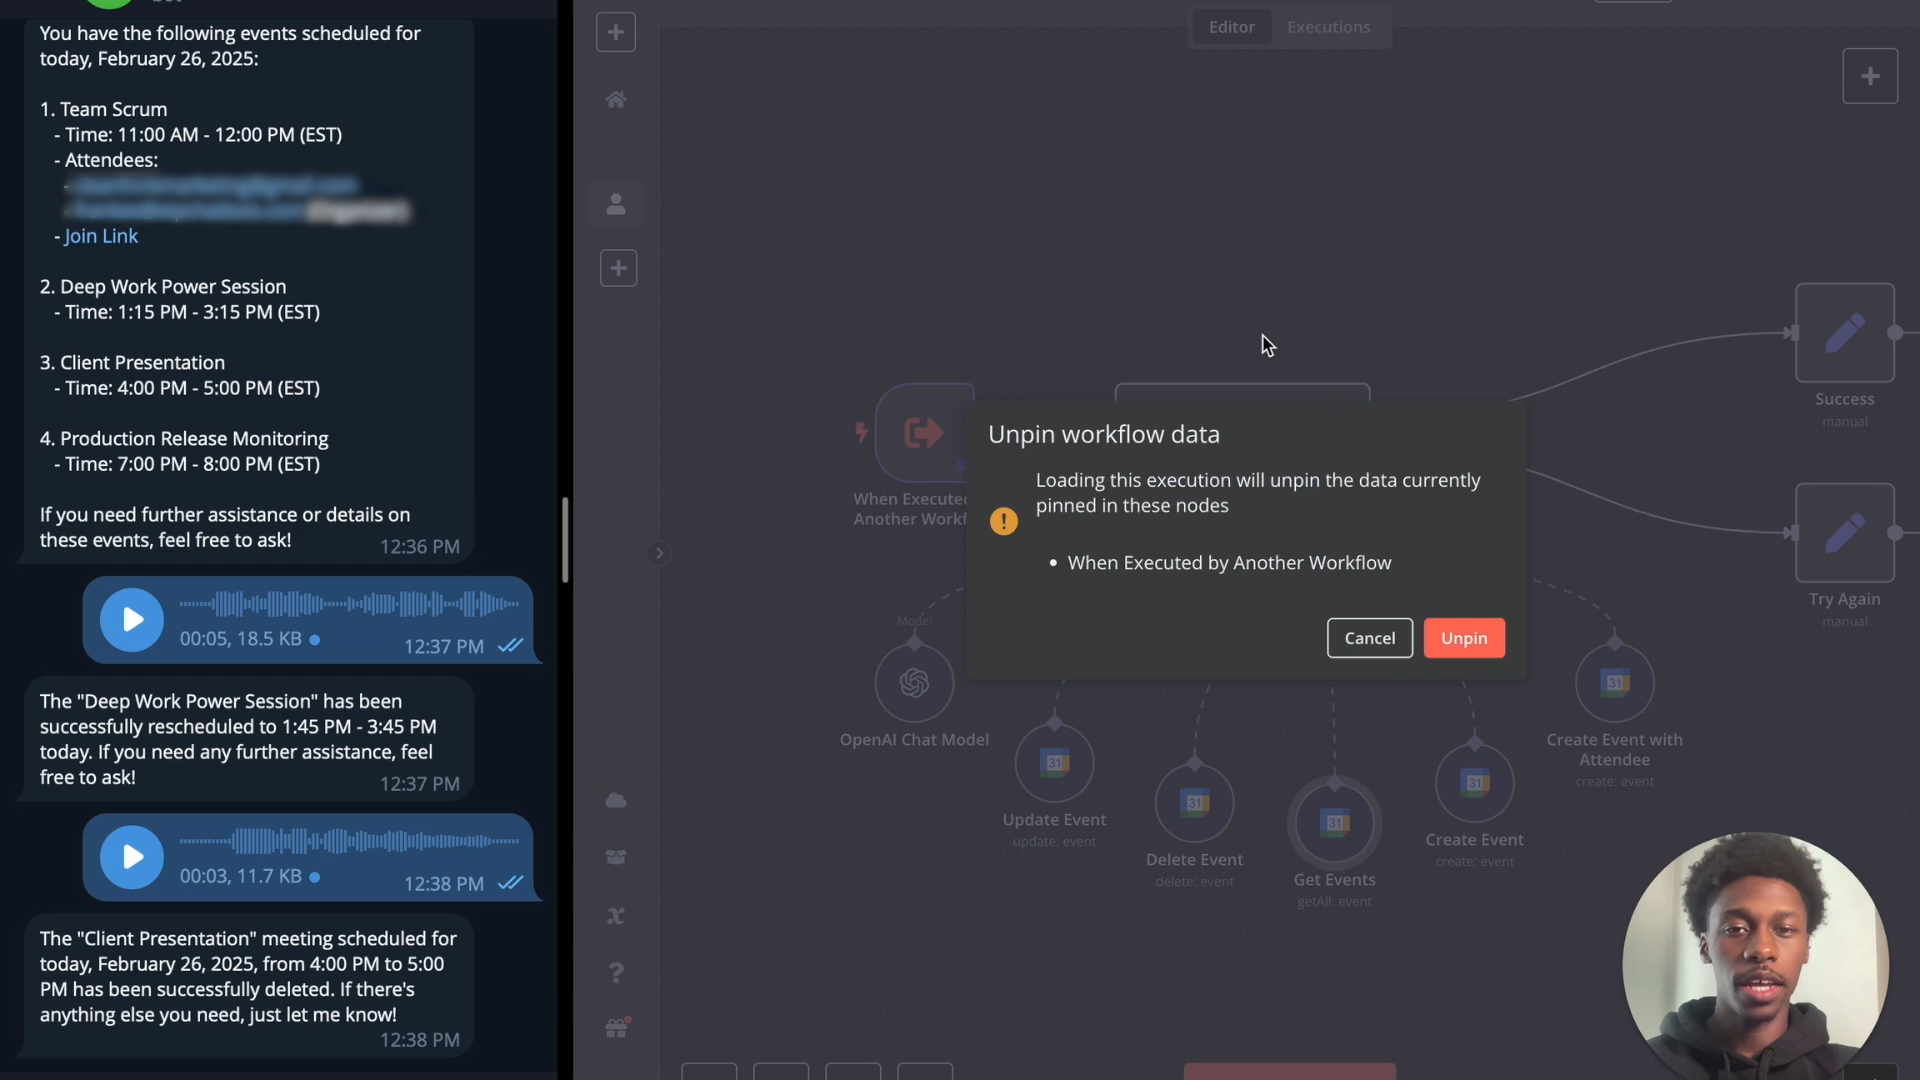 You have the following events scheduled for
today, February 26, 2025:
1. Team Scrum
- Time: 11:00 AM - 12:00 PM (EST)
- Attendees:
- Join Link
2. Deep Work Power Session
- Time: 1:15 PM - 3:15 PM (EST)
3. Client Presentation
- Time: 4:00 PM - 5:00 PM (EST)
4. Production Release Monitoring
- Time: 7:00 PM - 8:00 PM (EST)
If you need further assistance or details on
these events, feel free to ask!
12:36 PM
00:05, 18.5 KB
12:37 PM
The "Deep Work Power Session" has been
successfully rescheduled to 1:45 PM - 3:45 PM
today. If you need any further assistance, feel
free to ask!
12:37 PM
00:03, 11.7 KB
12:38 PM
The "Client Presentation" meeting scheduled for
today, February 26, 2025, from 4:00 PM to 5:00
PM has been successfully deleted. If there's
anything else you need, just let me know!
12:38 PM
Editor
Executions
When Executed
Another Workf
Unpin workflow data
Loading this execution will unpin the data currently
pinned in these nodes
• When Executed by Another Workflow
Cancel
Unpin
Success
manual
Try Again
manual
Model
OpenAI Chat Model
31
Update Event
update: event
31
Delete Event
delete: event
31
Get Events
getAll: event
31
Create Event
create: event
31
Create Event with
Attendee
create: event